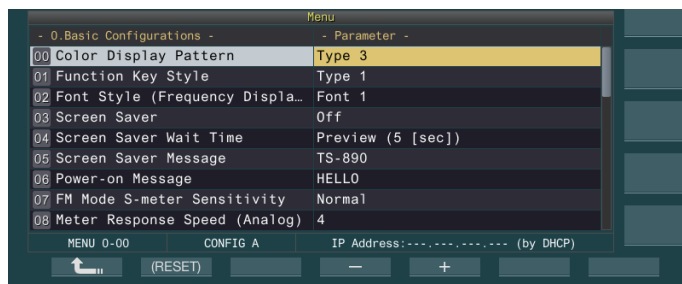 Menu
- 0.Basic Configurations - - Parameter -
00 Color Display Pattern Type 3
01 Function Key Style Type 1
02 Font Style (Frequency Displa… Font 1
03 Screen Saver Off
04 Screen Saver Wait Time Preview (5 [sec])
05 Screen Saver Message TS-890
06 Power-on Message HELLO
07 FM Mode S-meter Sensitivity Normal
08 Meter Response Speed (Analog) 4
MENU 0-00 CONFIG A IP Address:---.---.---.--- (by DHCP)
(RESET) − +